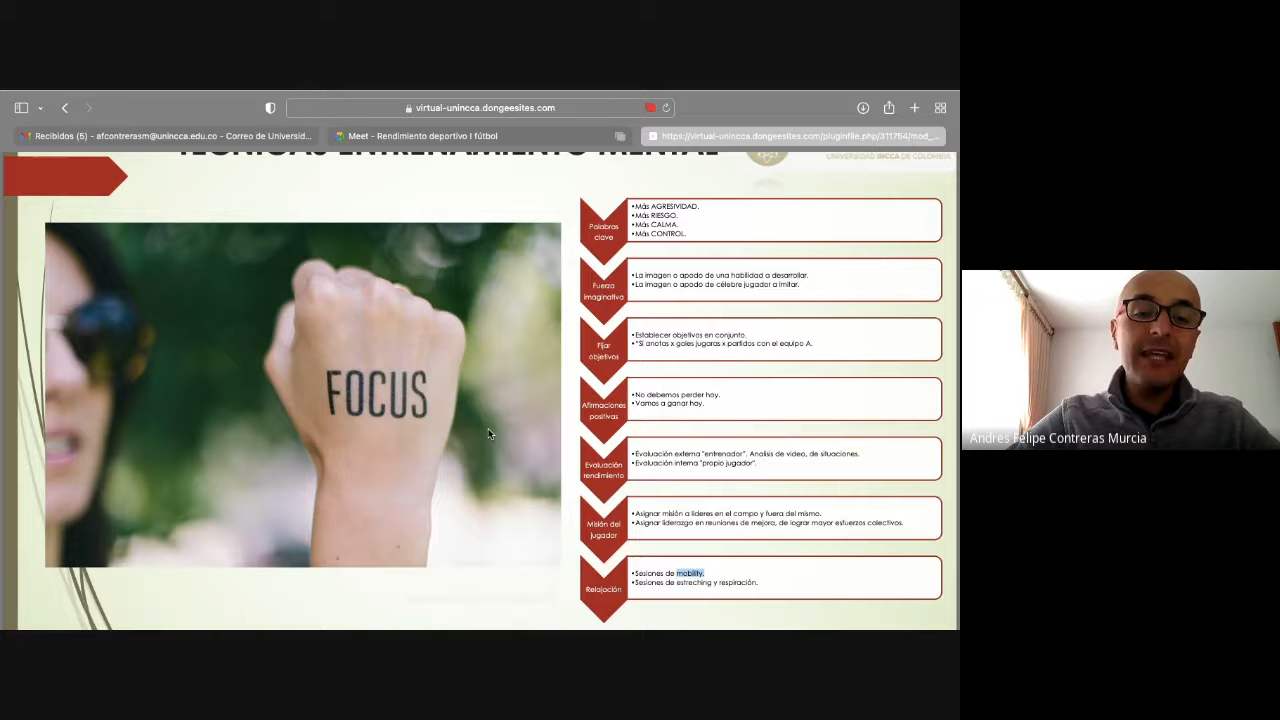 virtual-unincca.dongeesites.com
Recibidos (5) - afcontrerasm@unincca.edu.co - Correo de Universid...
Meet - Rendimiento deportivo I fútbol
https://virtual-unincca.dongeesites.com/pluginfile.php/311754/mod_...
TÉCNICAS ENTRENAMIENTO MENTAL
UNIVERSIDAD INCCA DE COLOMBIA
Palabras
clave
•Más AGRESIVIDAD.
•Más RIESGO.
•Más CALMA.
•Más CONTROL.
Fuerza
imaginativa
•La imagen o apodo de una habilidad a desarrollar.
•La imagen o apodo de célebre jugador a imitar.
Fijar
objetivos
•Establecer objetivos en conjunto.
•"Si anotas x goles jugaras x partidos con el equipo A.
Afirmaciones
positivas
•No debemos perder hoy.
•Vamos a ganar hoy.
Evaluación
rendimiento
•Evaluación externa "entrenador". Analisis de video, de situaciones.
•Evaluación interna "propio jugador".
Misión del
jugador
•Asignar misión a lideres en el campo y fuera del mismo.
•Asignar liderazgo en reuniones de mejora, de lograr mayor esfuerzos colectivos.
Relajación
•Sesiones de mobility.
•Sesiones de estreching y respiración.
FOCUS
Andres Felipe Contreras Murcia